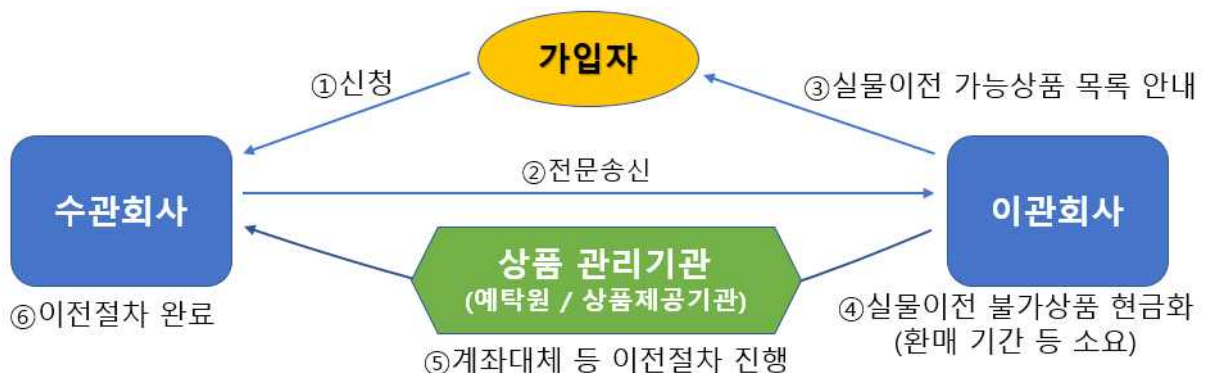 가입자
①신청
③실물이전 가능상품 목록 안내
②전문송신
수관회사
이관회사
상품 관리기관
(예탁원 / 상품제공기관)
⑥이전절차 완료
④실물이전 불가상품 현금화
(환매 기간 등 소요)
⑤계좌대체 등 이전절차 진행